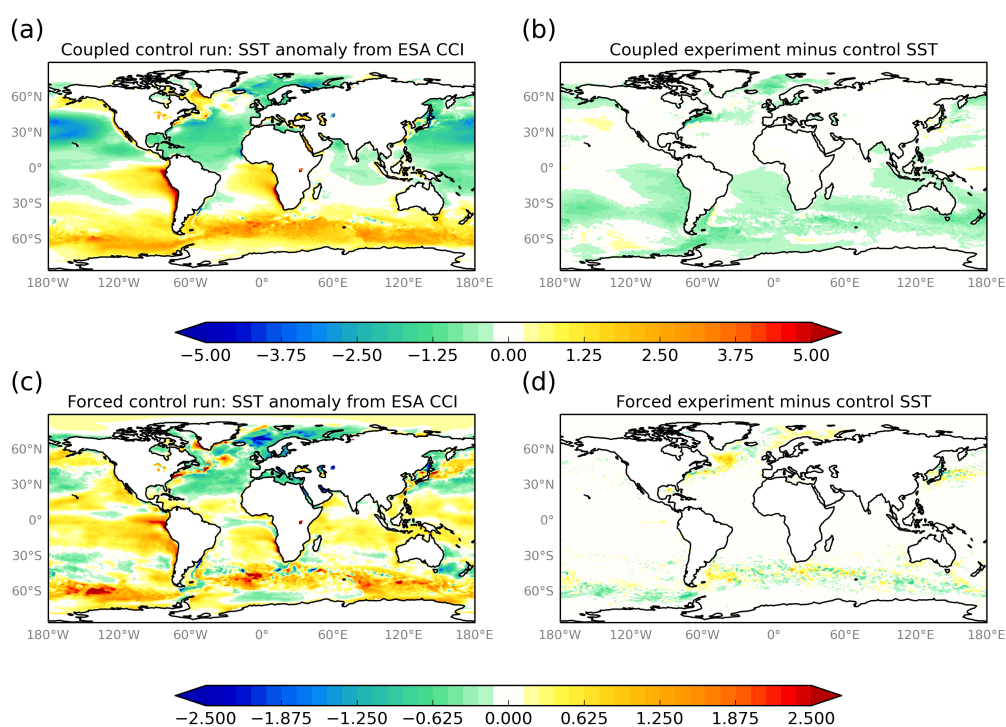 (a)
(b)
Coupled control run: SST anomaly from ESA CCI
Coupled experiment minus control SST
60°N
30°N
0°
30°S
60°S
180°W 120°W 60°W 0° 60°E 120°E 180°E
60°N
30°N
0°
30°S
60°S
180°W 120°W 60°W 0° 60°E 120°E 180°E
−5.00 −3.75 −2.50 −1.25 0.00 1.25 2.50 3.75 5.00
(c)
(d)
Forced control run: SST anomaly from ESA CCI
Forced experiment minus control SST
60°N
30°N
0°
30°S
60°S
180°W 120°W 60°W 0° 60°E 120°E 180°E
60°N
30°N
0°
30°S
60°S
180°W 120°W 60°W 0° 60°E 120°E 180°E
−2.500 −1.875 −1.250 −0.625 0.000 0.625 1.250 1.875 2.500